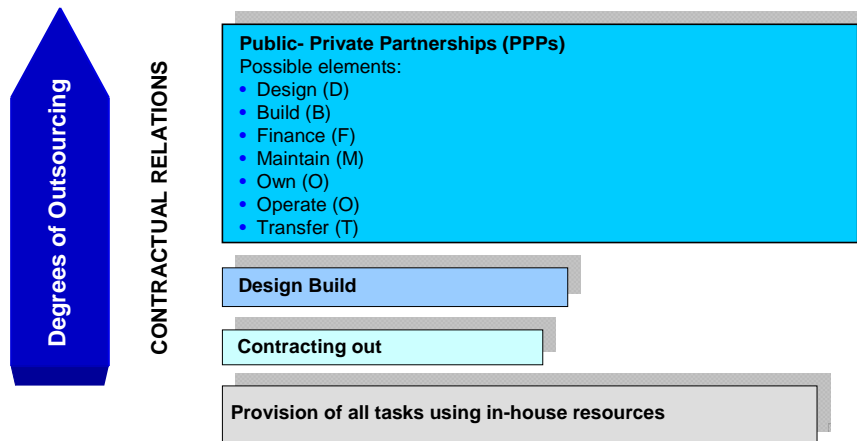 Degrees of Outsourcing
CONTRACTUAL RELATIONS
Public- Private Partnerships (PPPs)
Possible elements:
• Design (D)
• Build (B)
• Finance (F)
• Maintain (M)
• Own (O)
• Operate (O)
• Transfer (T)
Design Build
Contracting out
Provision of all tasks using in-house resources